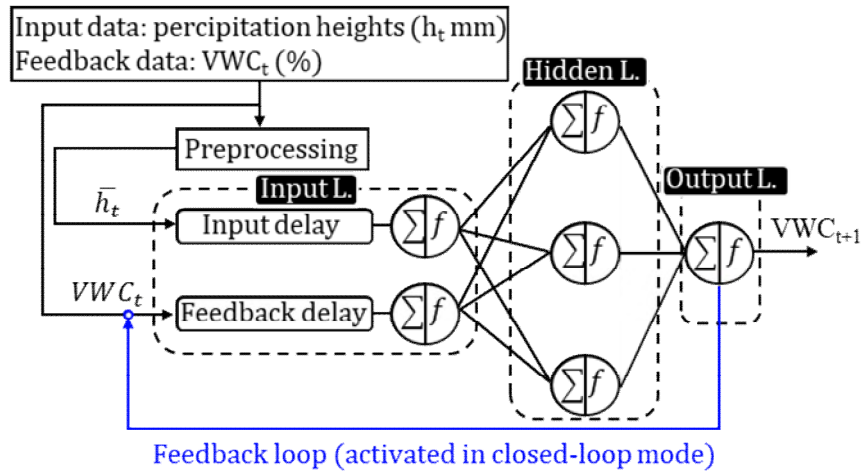 Input data: percipitation heights (hₜ mm)
Feedback data: VWCₜ (%)
Hidden L.
Preprocessing
Input L.
Output L.
h̄ₜ
Input delay
∑ f
∑ f
VWCₜ₊₁
∑ f
∑ f
VWCₜ
Feedback delay
∑ f
∑ f
Feedback loop (activated in closed-loop mode)